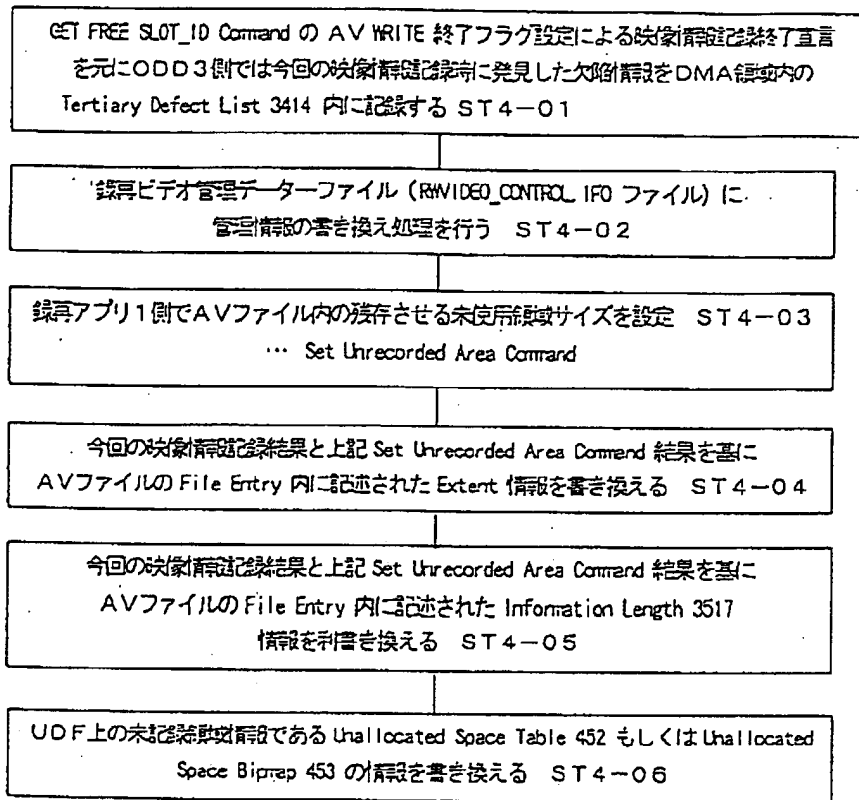 GET FREE SLOT_ID Command の AV WRITE 終了フラグ設定による映像情報記録終了宣言
を元にODD3側では今回の映像情報記録時に発見した欠陥情報をDMA領域内の
Tertiary Defect List 3414 内に記録する ST4-01
録再ビデオ管理データーファイル (RWVIDEO_CONTROL.IFO ファイル) に
管理情報の書き換え処理を行う ST4-02
録再アプリ1側でAVファイル内の残存させる未使用領域サイズを設定 ST4-03
… Set Unrecorded Area Command
今回の映像情報記録結果と上記 Set Unrecorded Area Command 結果を基に
AVファイルの File Entry 内に記述された Extent 情報を書き換える ST4-04
今回の映像情報記録結果と上記 Set Unrecorded Area Command 結果を基に
AVファイルの File Entry 内に記述された Information Length 3517
情報を利書き換える ST4-05
UDF上の未記録領域情報である Unallocated Space Table 452 もしくは Unallocated
Space Bitmap 453 の情報を書き換える ST4-06